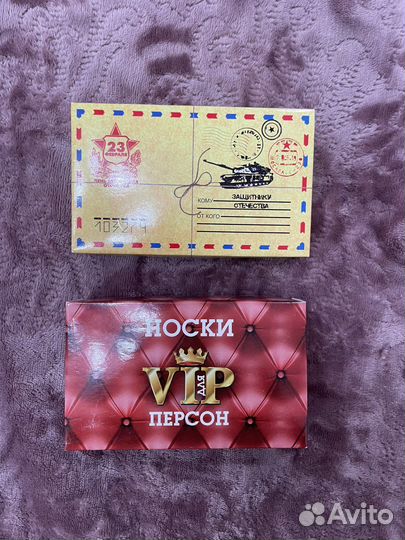 23
ФЕВРАЛЯ
КОМУ ЗАЩИТНИКУ
ОТЕЧЕСТВА
ОТ КОГО
НОСКИ
VIP
ДЛЯ
ПЕРСОН
Avito